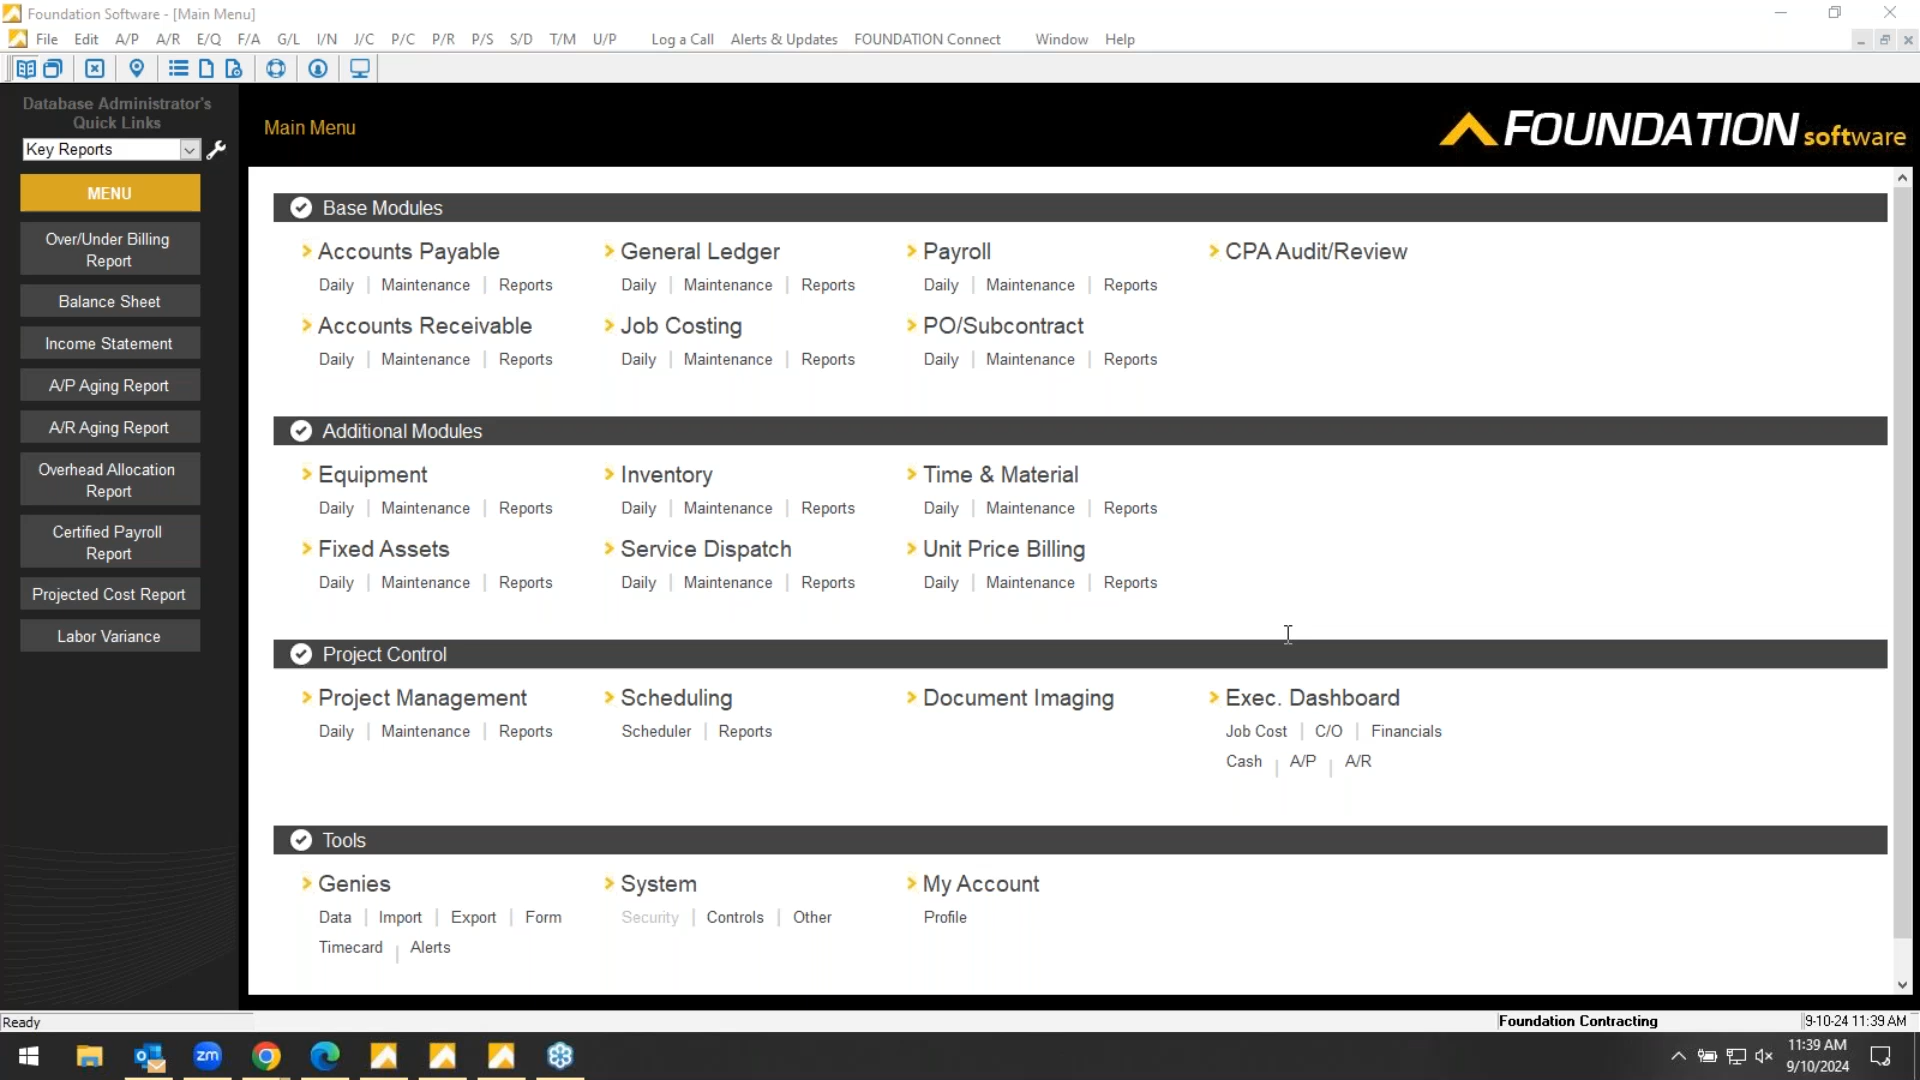 Foundation Software - [Main Menu]
File Edit A/P A/R E/Q F/A G/L I/N J/C P/C P/R P/S S/D T/M U/P Log a Call Alerts & Updates FOUNDATION Connect Window Help
Database Administrator's
Quick Links
Key Reports
MENU
Over/Under Billing
Report
Balance Sheet
Income Statement
A/P Aging Report
A/R Aging Report
Overhead Allocation
Report
Certified Payroll
Report
Projected Cost Report
Labor Variance
Main Menu
FOUNDATION software
Base Modules
Accounts Payable General Ledger Payroll CPA Audit/Review
Daily | Maintenance | Reports Daily | Maintenance | Reports Daily | Maintenance | Reports
Accounts Receivable Job Costing PO/Subcontract
Daily | Maintenance | Reports Daily | Maintenance | Reports Daily | Maintenance | Reports
Additional Modules
Equipment Inventory Time & Material
Daily | Maintenance | Reports Daily | Maintenance | Reports Daily | Maintenance | Reports
Fixed Assets Service Dispatch Unit Price Billing
Daily | Maintenance | Reports Daily | Maintenance | Reports Daily | Maintenance | Reports
Project Control
Project Management Scheduling Document Imaging Exec. Dashboard
Daily | Maintenance | Reports Scheduler | Reports Job Cost | C/O | Financials
Cash | A/P | A/R
Tools
Genies System My Account
Data | Import | Export | Form Security | Controls | Other Profile
Timecard | Alerts
Ready Foundation Contracting 9-10-24 11:39 AM
zm 11:39 AM
9/10/2024